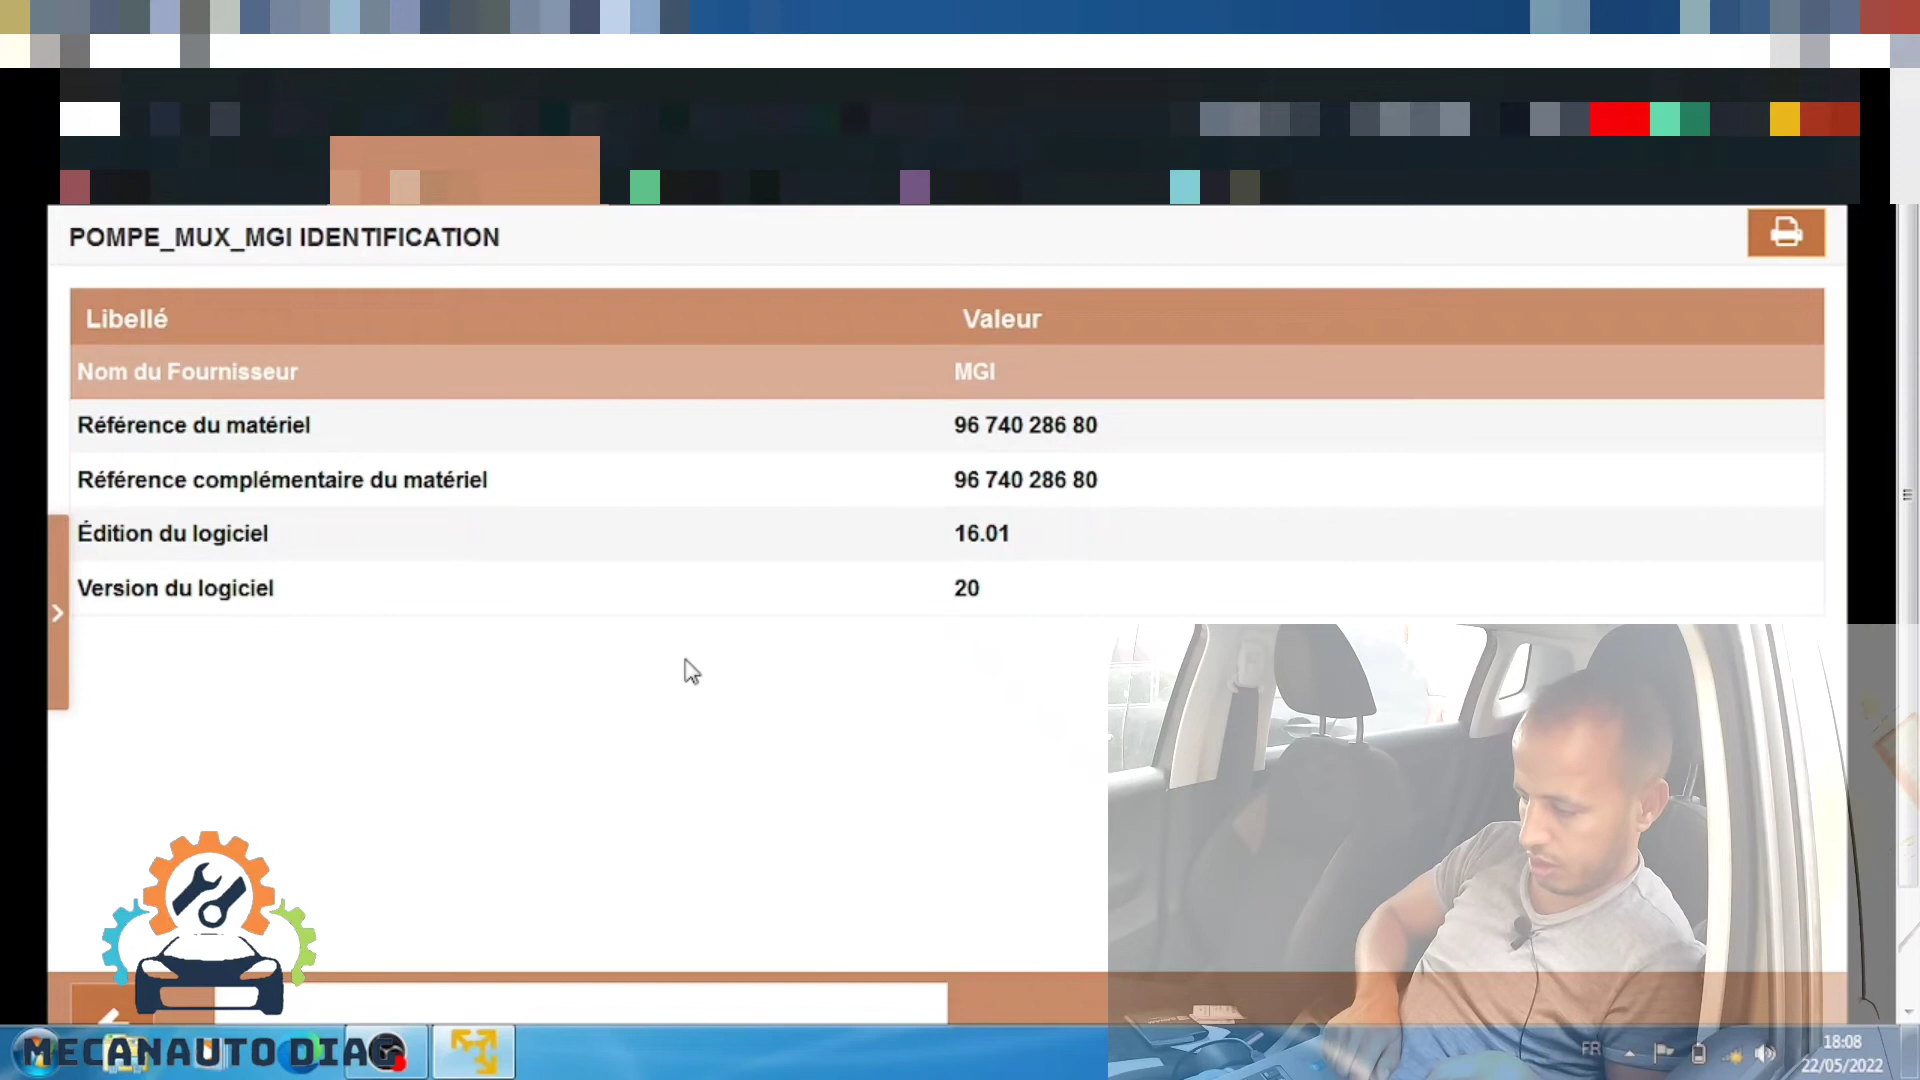 POMPE_MUX_MGI IDENTIFICATION
Libellé Valeur
Nom du Fournisseur MGI
Référence du matériel 96 740 286 80
Référence complémentaire du matériel 96 740 286 80
Édition du logiciel 16.01
Version du logiciel 20
MECANAUTO DIAG
FR
18:08
22/05/2022